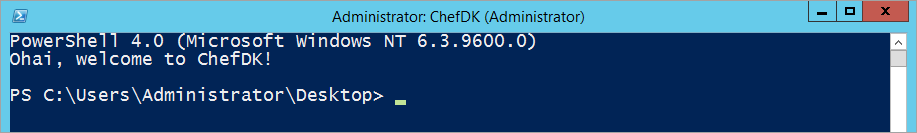 Administrator: ChefDK (Administrator)
PowerShell 4.0 (Microsoft Windows NT 6.3.9600.0)
Ohai, welcome to ChefDK!
PS C:\Users\Administrator\Desktop>